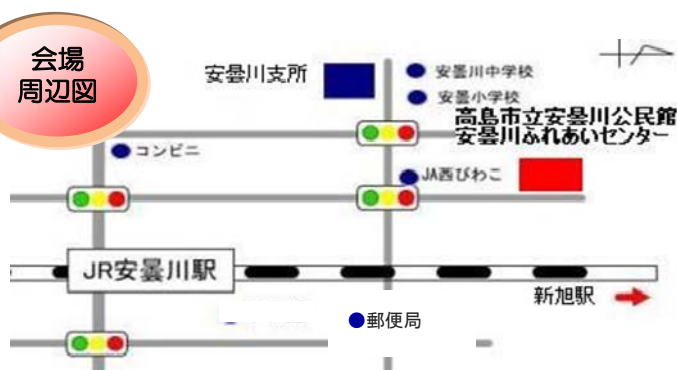 会場
周辺図
安曇川支所
安曇川中学校
安曇小学校
高島市立安曇川公民館
安曇川ふれあいセンター
コンビニ
JA西びわこ
JR安曇川駅
新旭駅
郵便局